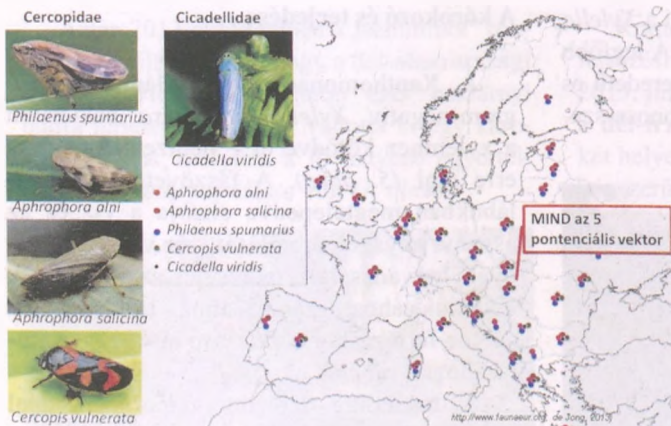 Cercopidae
Cicadellidae
Philaenus spumarius
Cicadella viridis
Aphrophora alni
Aphrophora salicina
Cercopis vulnerata
Aphrophora alni
Aphrophora salicina
Philaenus spumarius
Cercopis vulnerata
Cicadella viridis
MIND az 5
pontenciális vektor
http://www.faunaeur.org, de Jong, 2013)